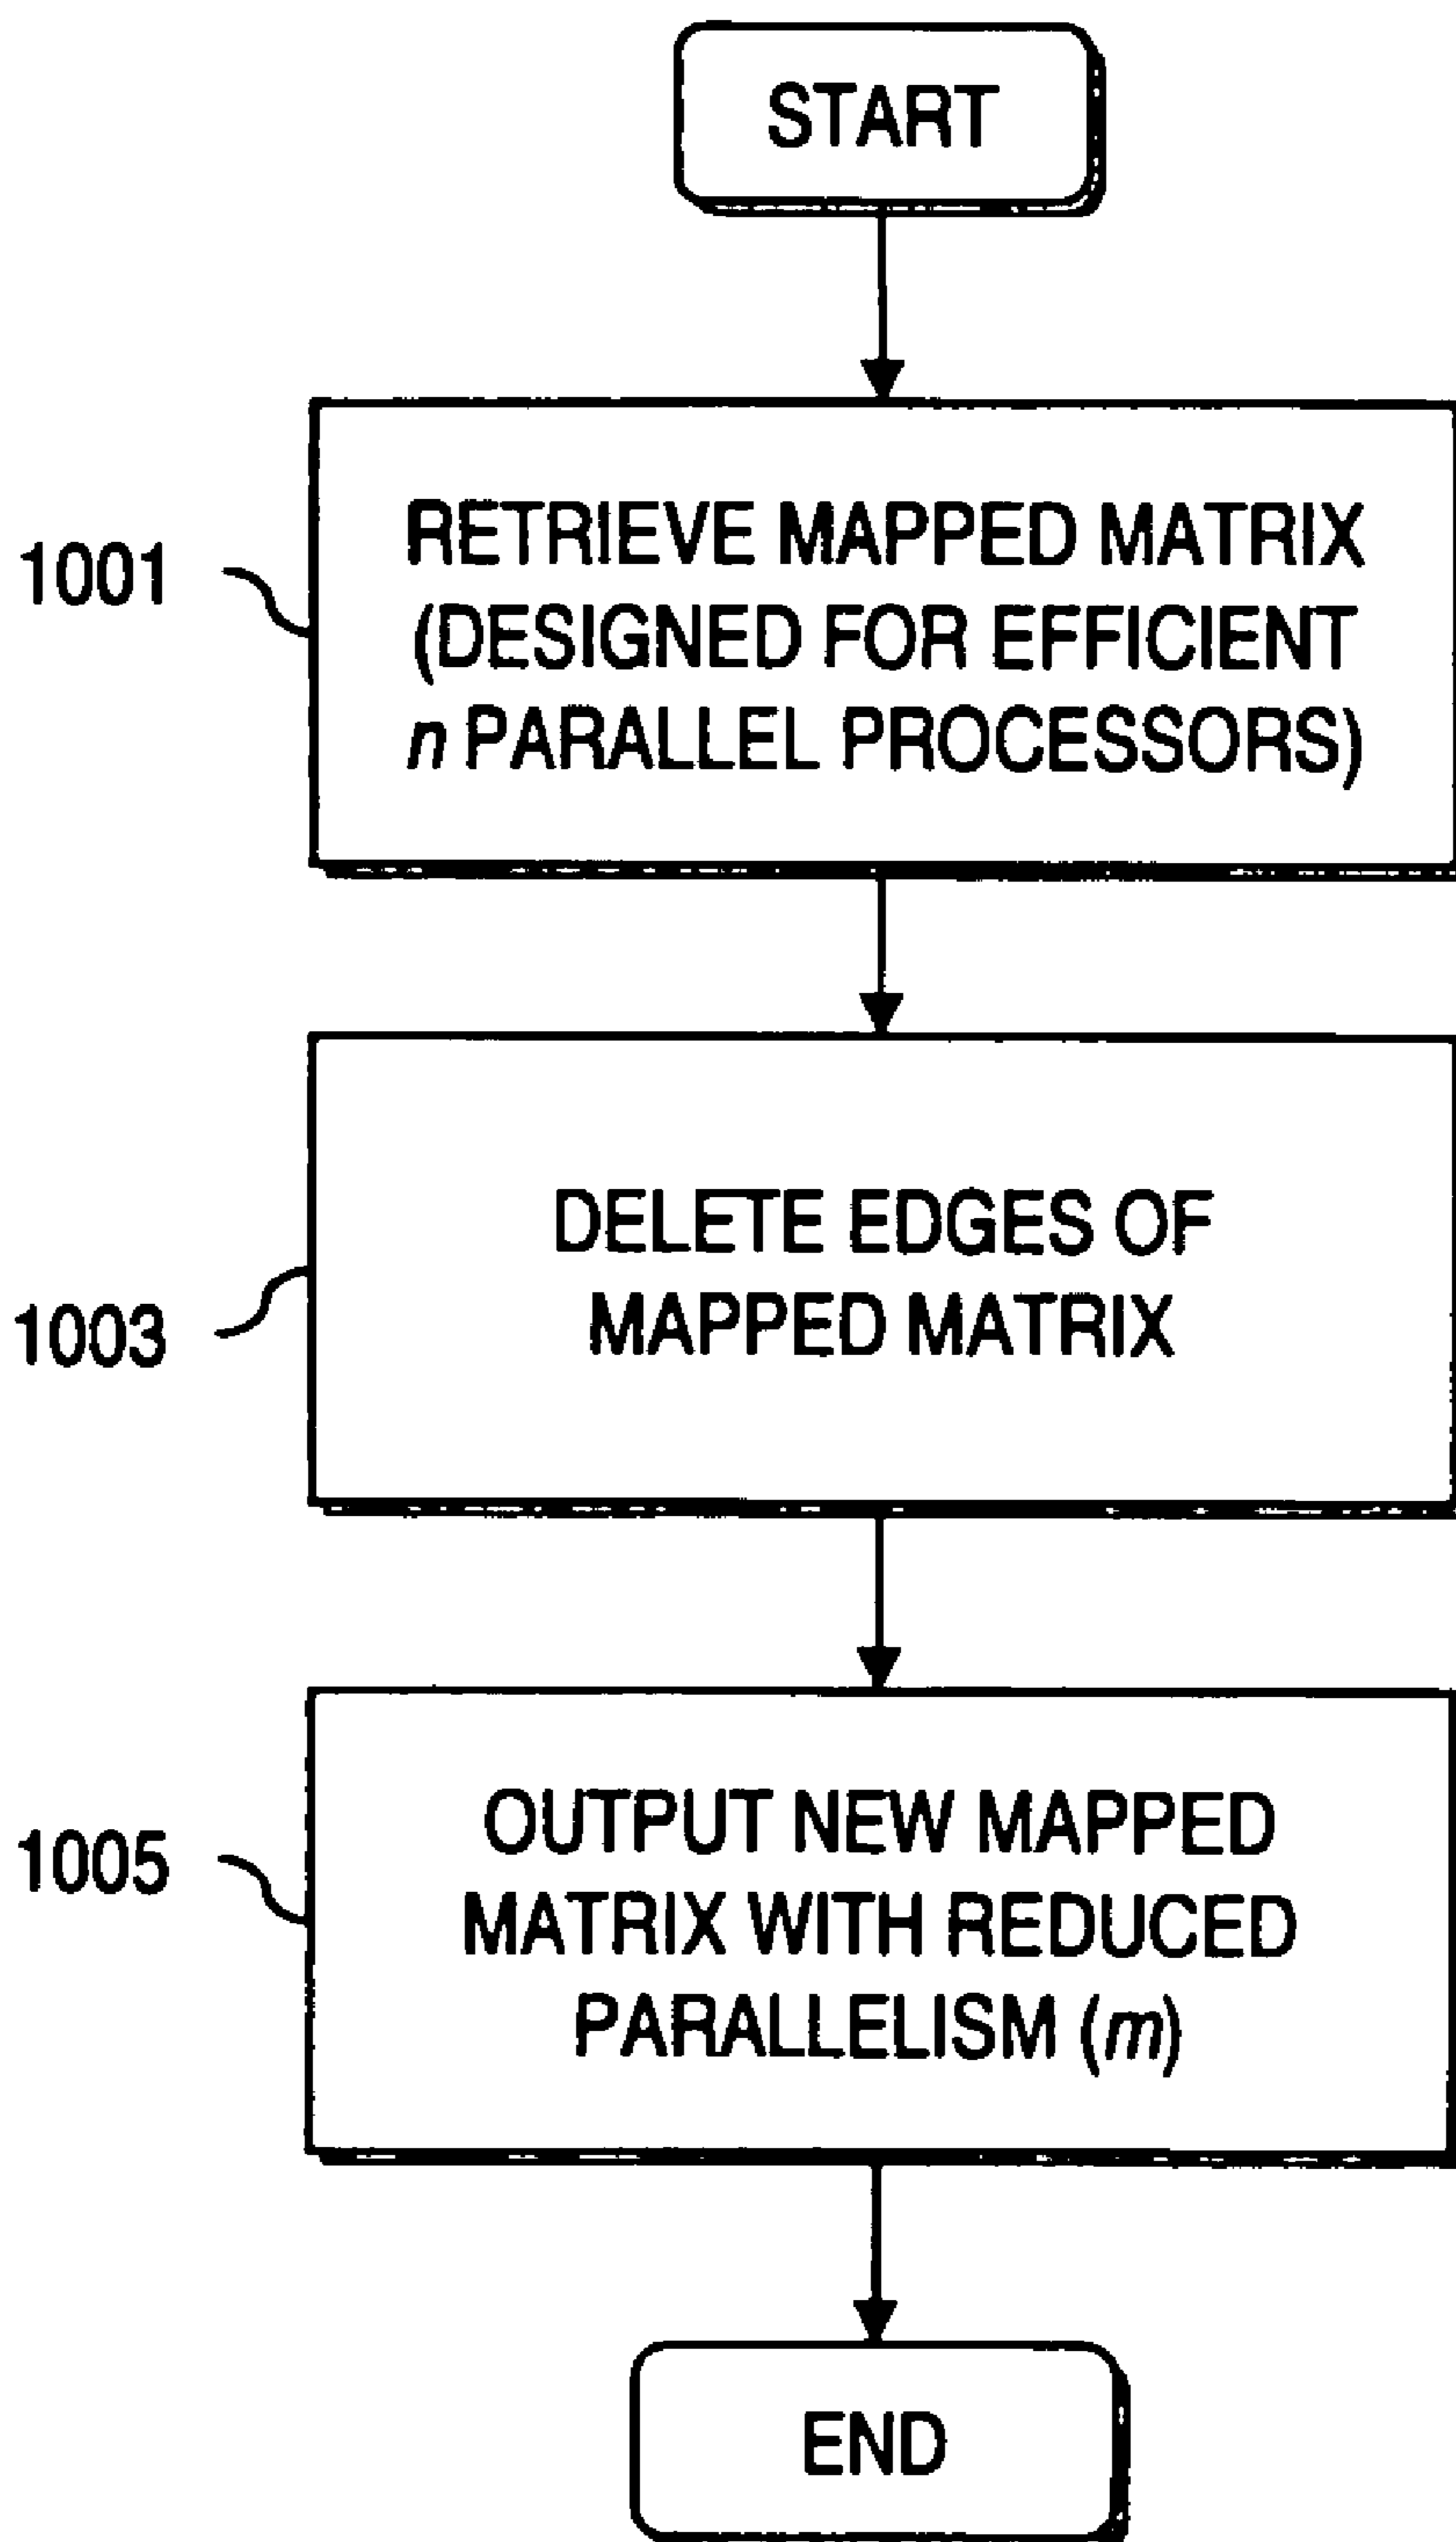 START
1001
RETRIEVE MAPPED MATRIX
(DESIGNED FOR EFFICIENT
n PARALLEL PROCESSORS)
1003
DELETE EDGES OF
MAPPED MATRIX
1005
OUTPUT NEW MAPPED
MATRIX WITH REDUCED
PARALLELISM (m)
END